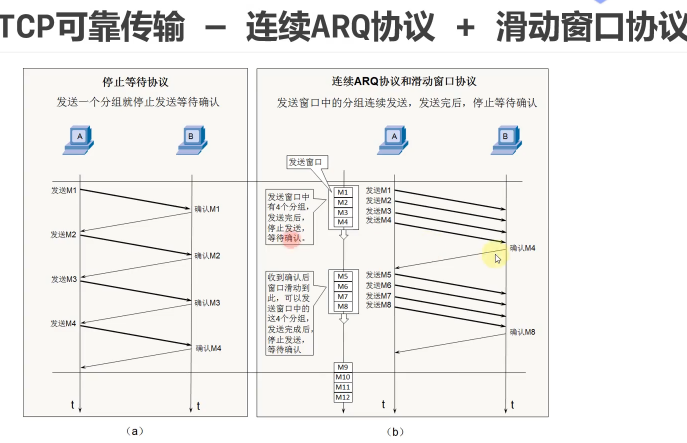 TCP可靠传输 – 连续ARQ协议 + 滑动窗口协议
停止等待协议
发送一个分组就停止发送等待确认
A
B
发送M1
确认M1
发送M2
确认M2
发送M3
确认M3
发送M4
确认M4
t
t
（a）
连续ARQ协议和滑动窗口协议
发送窗口中的分组连续发送，发送完后，停止等待确认
A
B
发送窗口
发送窗口中
有4个分组，
发送完后，
停止发送，
等待确认。
M1
M2
M3
M4
发送M1
发送M2
发送M3
发送M4
确认M4
收到确认后
窗口滑动到
此，可以发
送窗口中的
这4个分组，
发送完成后，
停止发送，
等待确认
M5
M6
M7
M8
发送M5
发送M6
发送M7
发送M8
确认M8
M9
M10
M11
M12
t
t
（b）